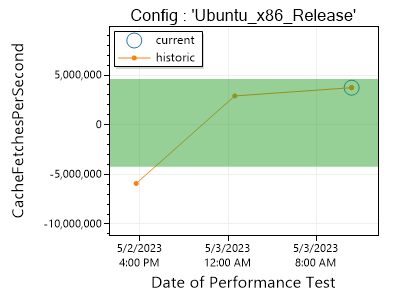 Config : 'Ubuntu_x86_Release'
current
historic
CacheFetchesPerSecond
5,000,000
0
-5,000,000
-10,000,000
5/2/2023
4:00 PM
5/3/2023
12:00 AM
5/3/2023
8:00 AM
Date of Performance Test